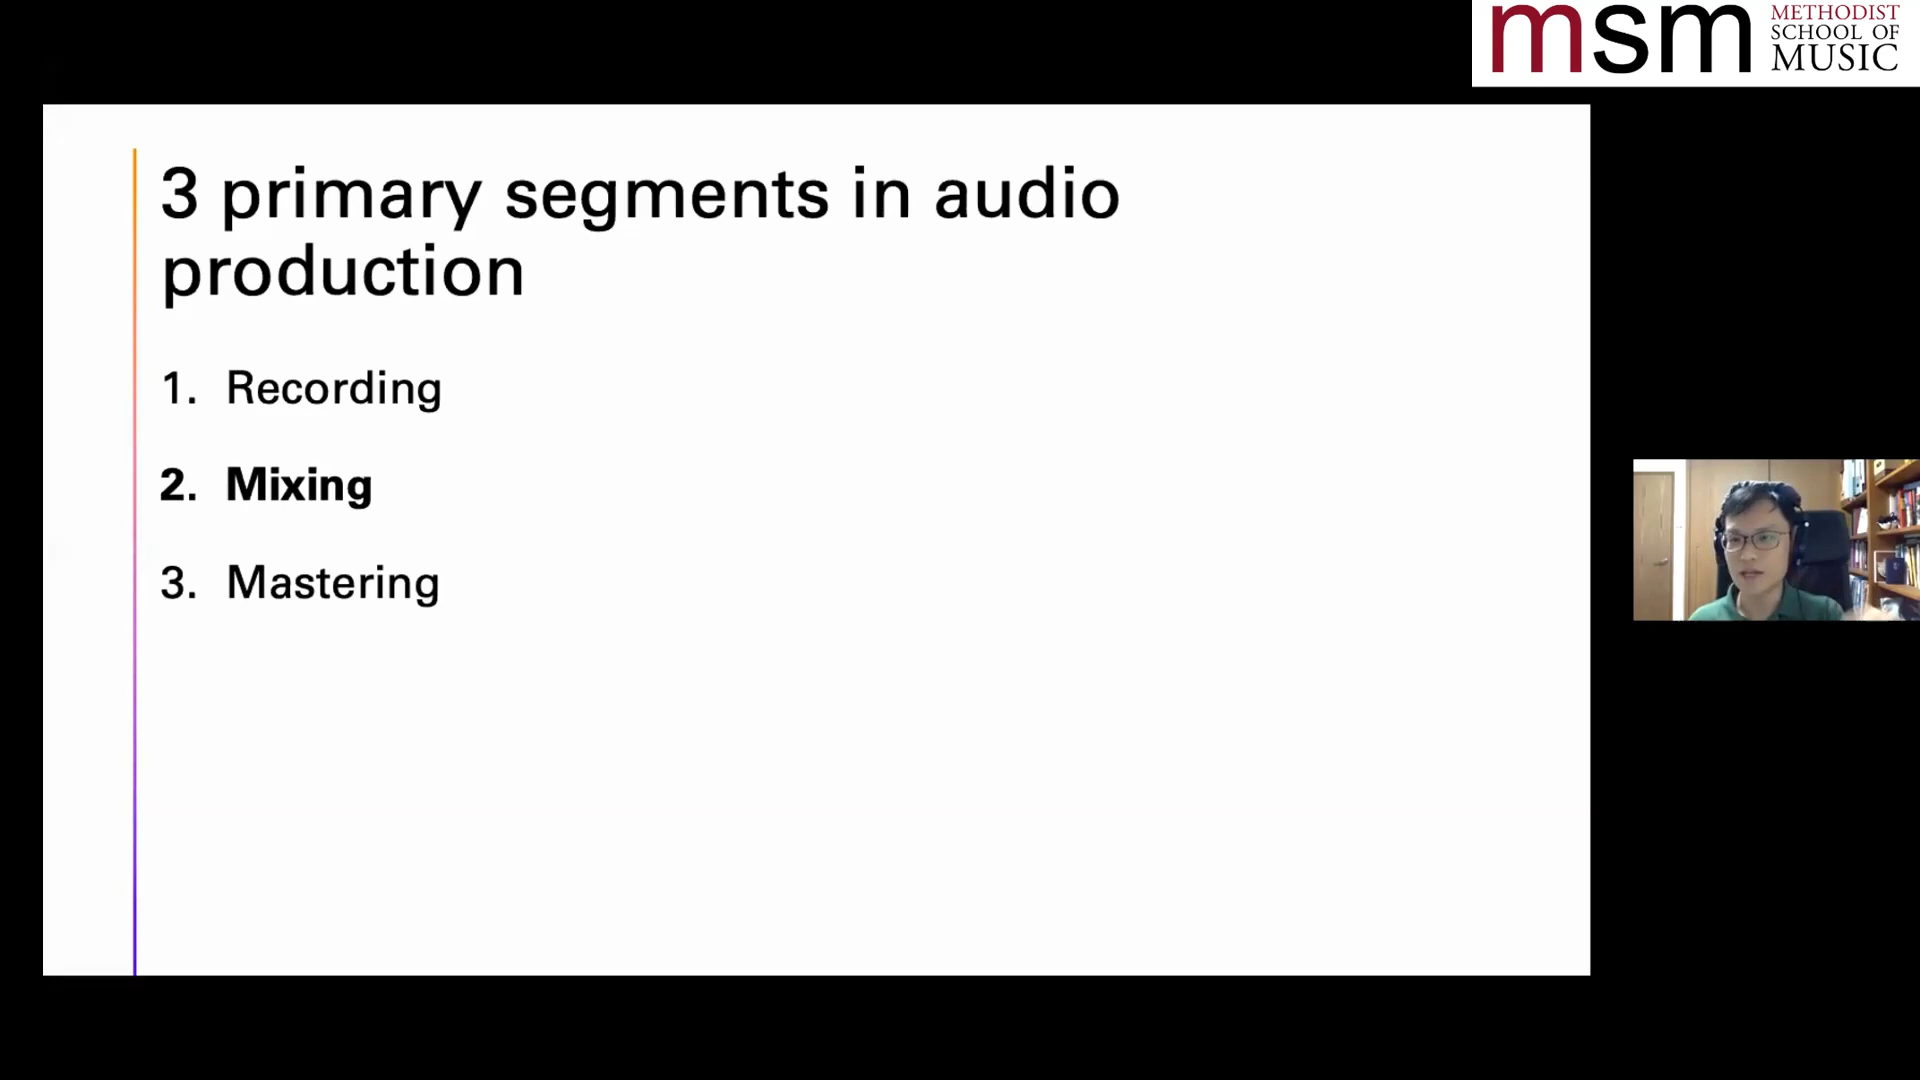 msm METHODIST
SCHOOL OF
MUSIC
3 primary segments in audio
production
1. Recording
2. Mixing
3. Mastering